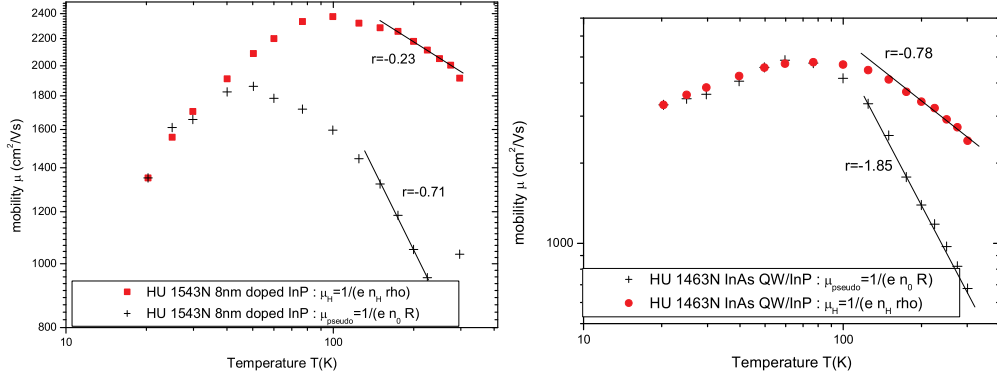 2400
2200
2000
1800
1600
1400
1200
1000
800
mobility μ (cm²/Vs)
r=-0.23
r=-0.71
HU 1543N 8nm doped InP : μH=1/(e nH rho)
HU 1543N 8nm doped InP : μpseudo=1/(e n0 R)
10
100
Temperature T(K)
mobility μ (cm²/Vs)
1000
r=-0.78
r=-1.85
HU 1463N InAs QW/InP : μpseudo=1/(e n0 R)
HU 1463N InAs QW/InP : μH=1/(e nH rho)
10
100
Temperature T(K)